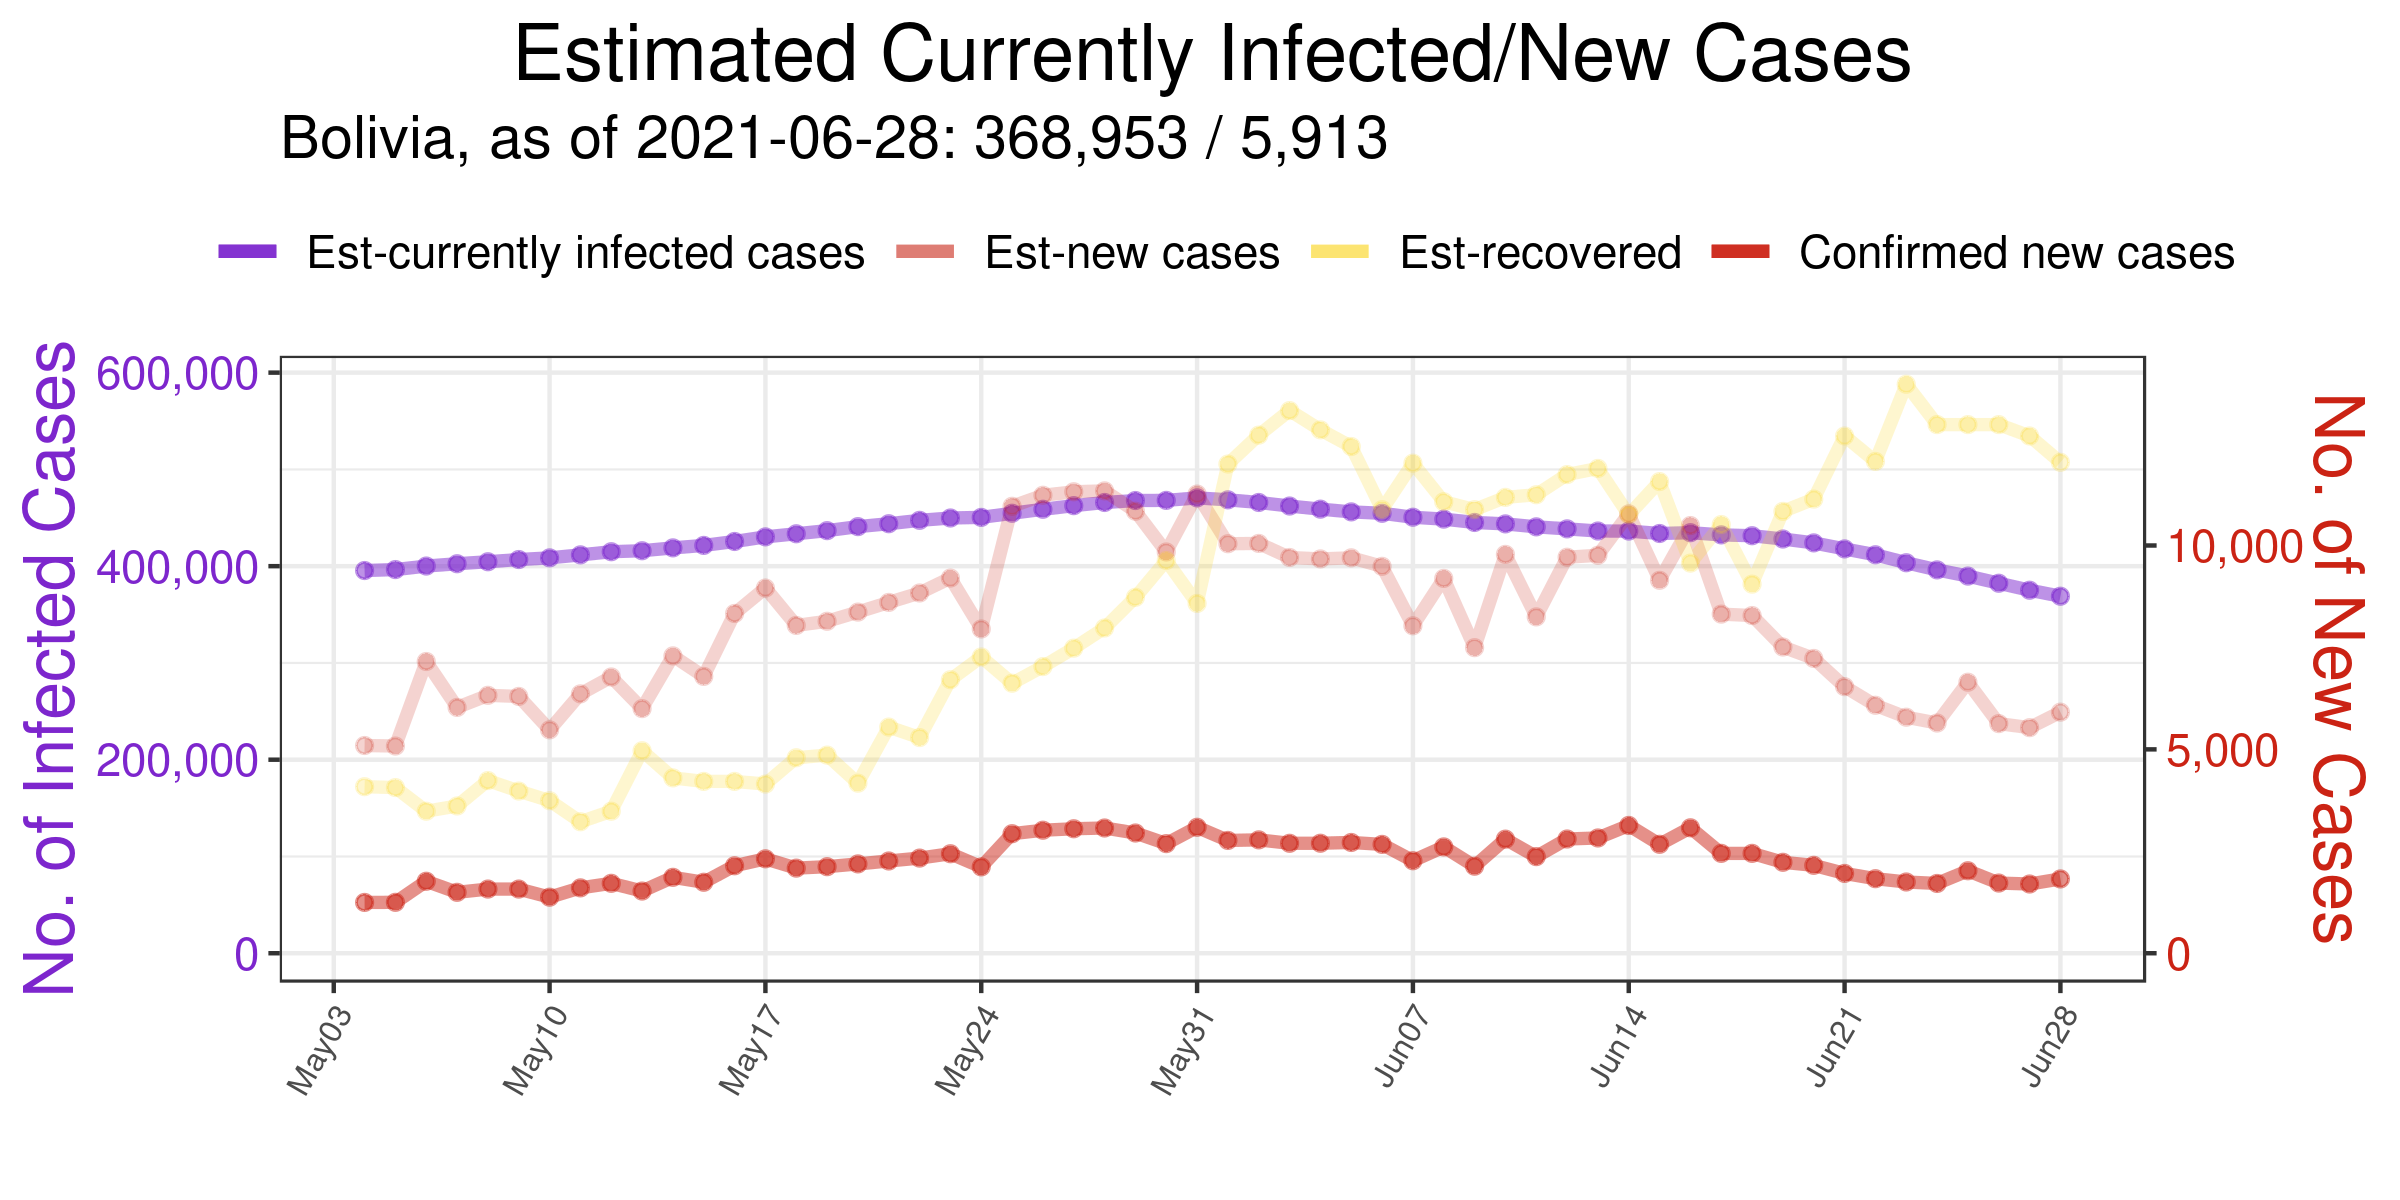 Estimated Currently Infected/New Cases
Bolivia, as of 2021-06-28: 368,953 / 5,913
Est-currently infected cases Est-new cases Est-recovered Confirmed new cases
No. of Infected Cases
600,000
400,000
200,000
0
No. of New Cases
10,000
5,000
0
May03 May10 May17 May24 May31 Jun07 Jun14 Jun21 Jun28